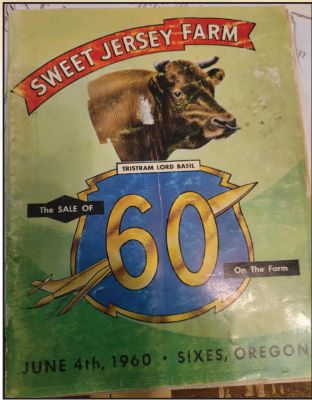 SWEET JERSEY FARM
TRISTRAM LORD BASIL
The SALE OF
60
On The Farm
JUNE 4th, 1960 • SIXES, OREGON